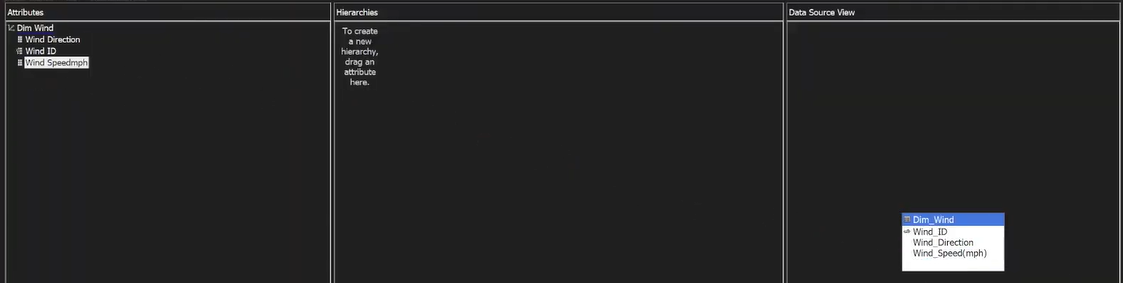 Attributes
Dim Wind
Wind Direction
Wind ID
Wind Speedmph
Hierarchies
To create
a new
hierarchy,
drag an
attribute
here.
Data Source View
Dim_Wind
Wind_ID
Wind_Direction
Wind_Speed(mph)